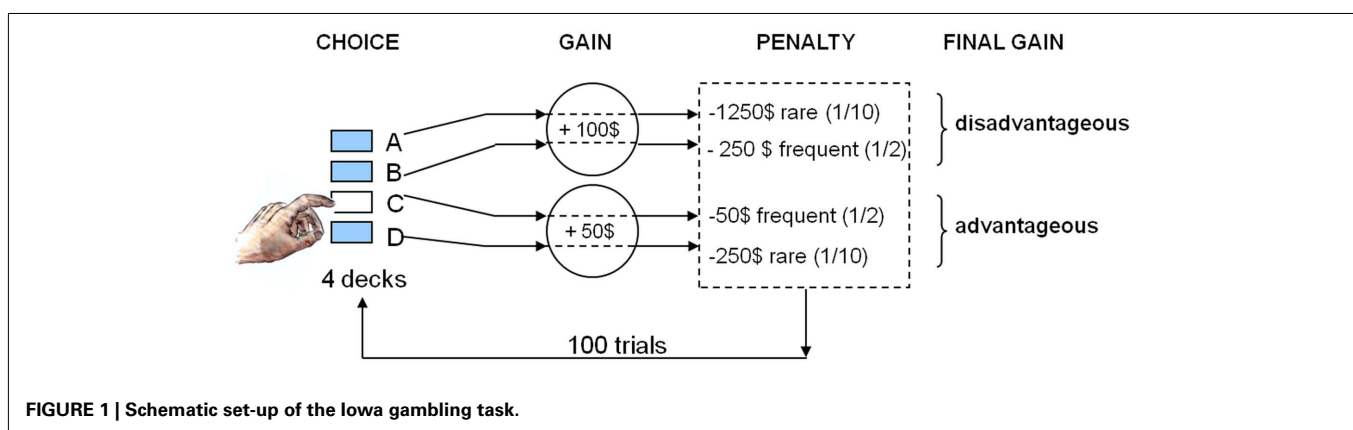 CHOICE GAIN PENALTY FINAL GAIN
A
B
C
D
4 decks
+ 100$
+ 50$
-1250$ rare (1/10)
- 250 $ frequent (1/2)
-50$ frequent (1/2)
-250$ rare (1/10)
disadvantageous
advantageous
100 trials
FIGURE 1 | Schematic set-up of the Iowa gambling task.